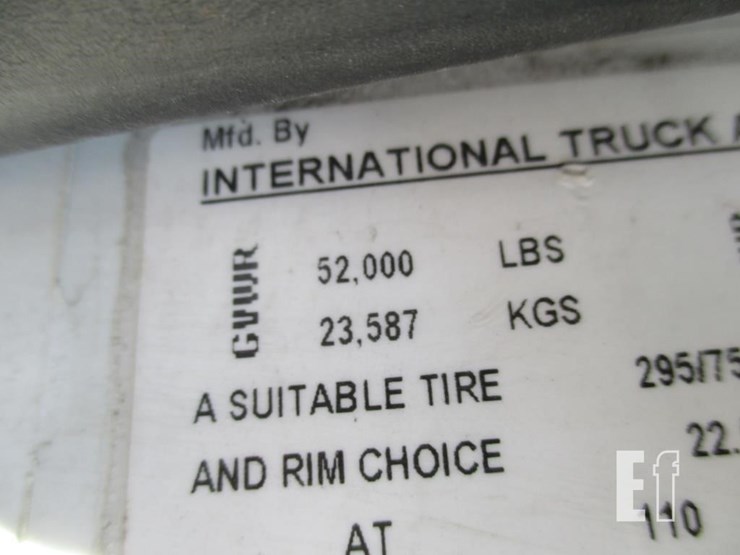 Mfd. By
INTERNATIONAL TRUCK
GVWR
52,000 LBS
23,587 KGS
A SUITABLE TIRE 295/75
AND RIM CHOICE 22.
AT 110
Ef